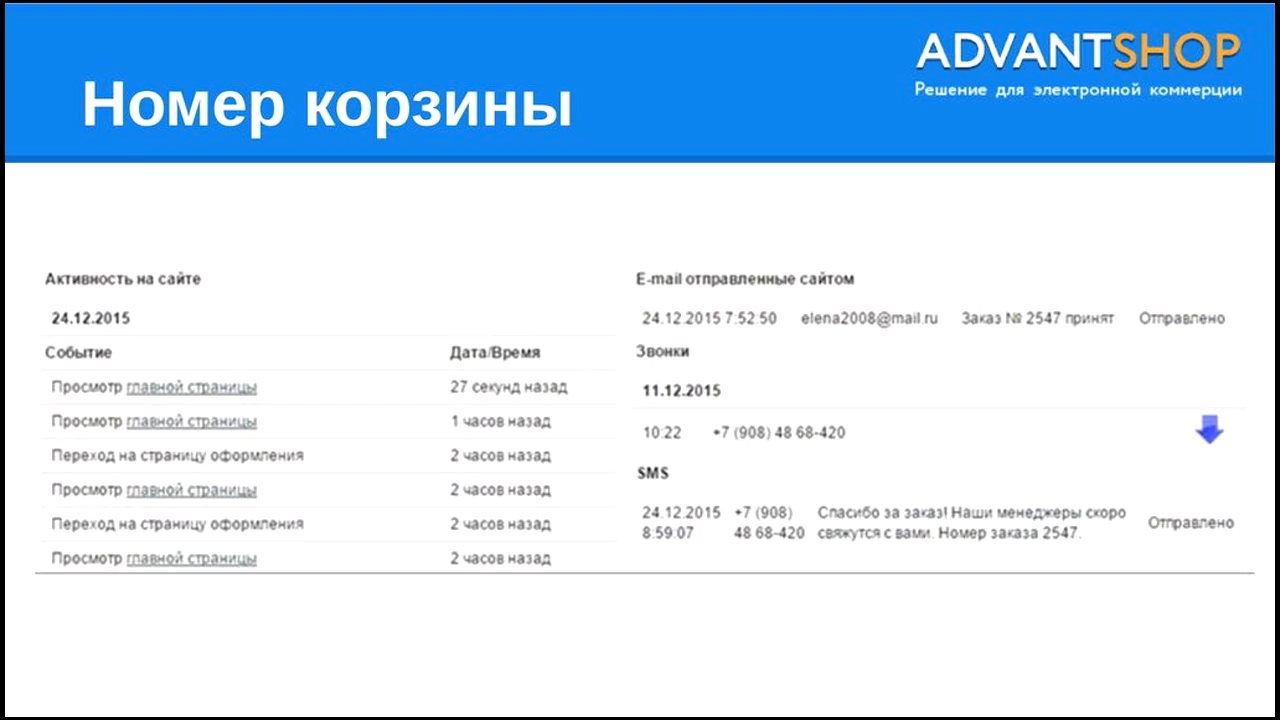 ADVANTSHOP
Решение для электронной коммерции
Номер корзины
Активность на сайте
24.12.2015
Событие Дата/Время
Просмотр главной страницы 27 секунд назад
Просмотр главной страницы 1 часов назад
Переход на страницу оформления 2 часов назад
Просмотр главной страницы 2 часов назад
Переход на страницу оформления 2 часов назад
Просмотр главной страницы 2 часов назад
E-mail отправленные сайтом
24.12.2015 7:52:50 elena2008@mail.ru Заказ № 2547 принят Отправлено
Звонки
11.12.2015
10:22 +7 (908) 48 68-420
SMS
24.12.2015 +7 (908) Спасибо за заказ! Наши менеджеры скоро Отправлено
8:59:07 48 68-420 свяжутся с вами. Номер заказа 2547.